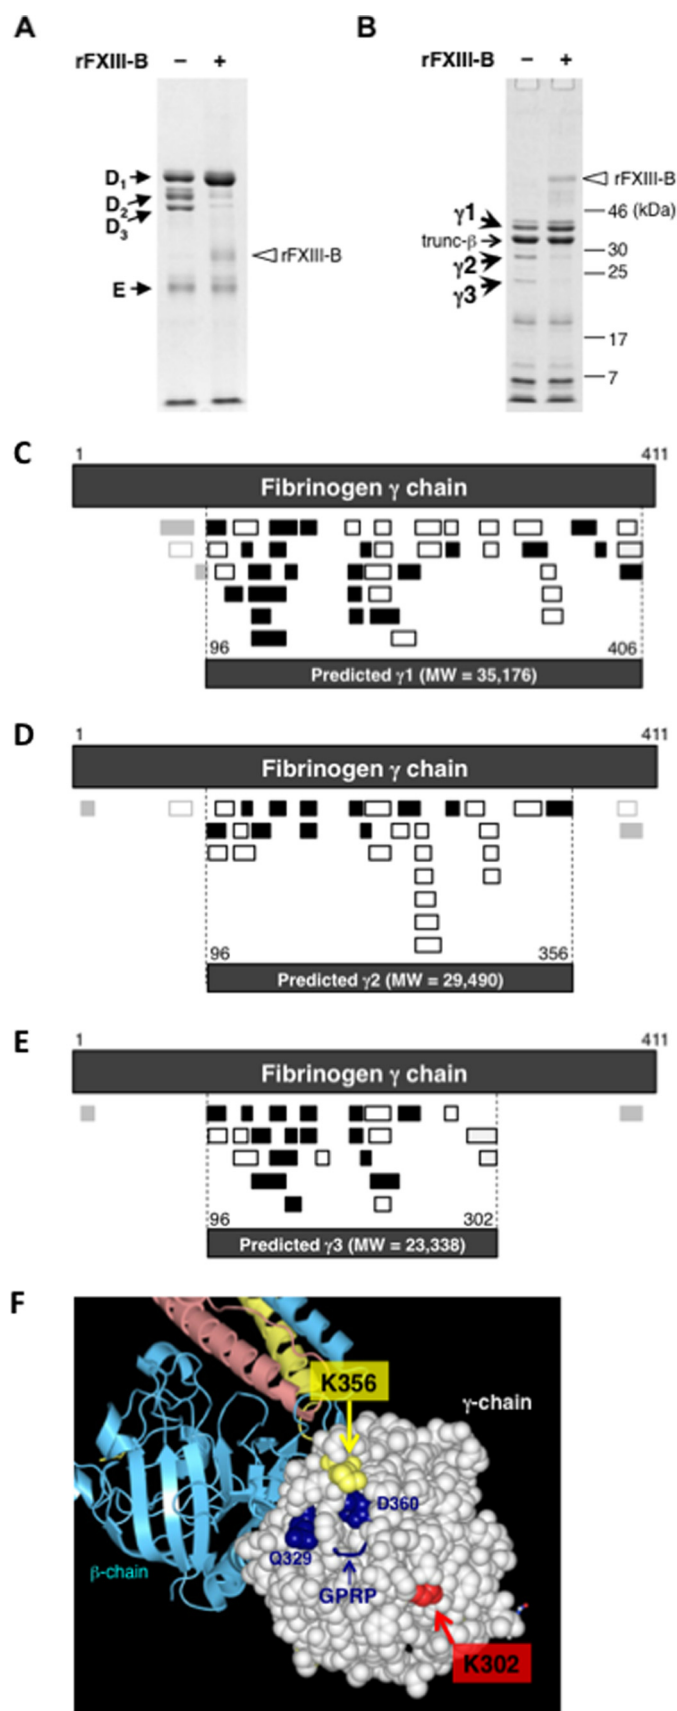 A
B
rFXIII-B – +
rFXIII-B – +
D1
D2
D3
rFXIII-B
E
rFXIII-B
46 (kDa)
γ1
trunc-β
30
γ2
25
γ3
17
7
C
1 411
Fibrinogen γ chain
96 406
Predicted γ1 (MW = 35,176)
D
1 411
Fibrinogen γ chain
96 356
Predicted γ2 (MW = 29,490)
E
1 411
Fibrinogen γ chain
96 302
Predicted γ3 (MW = 23,338)
F
K356
γ-chain
D360
Q329
β-chain
GPRP
K302